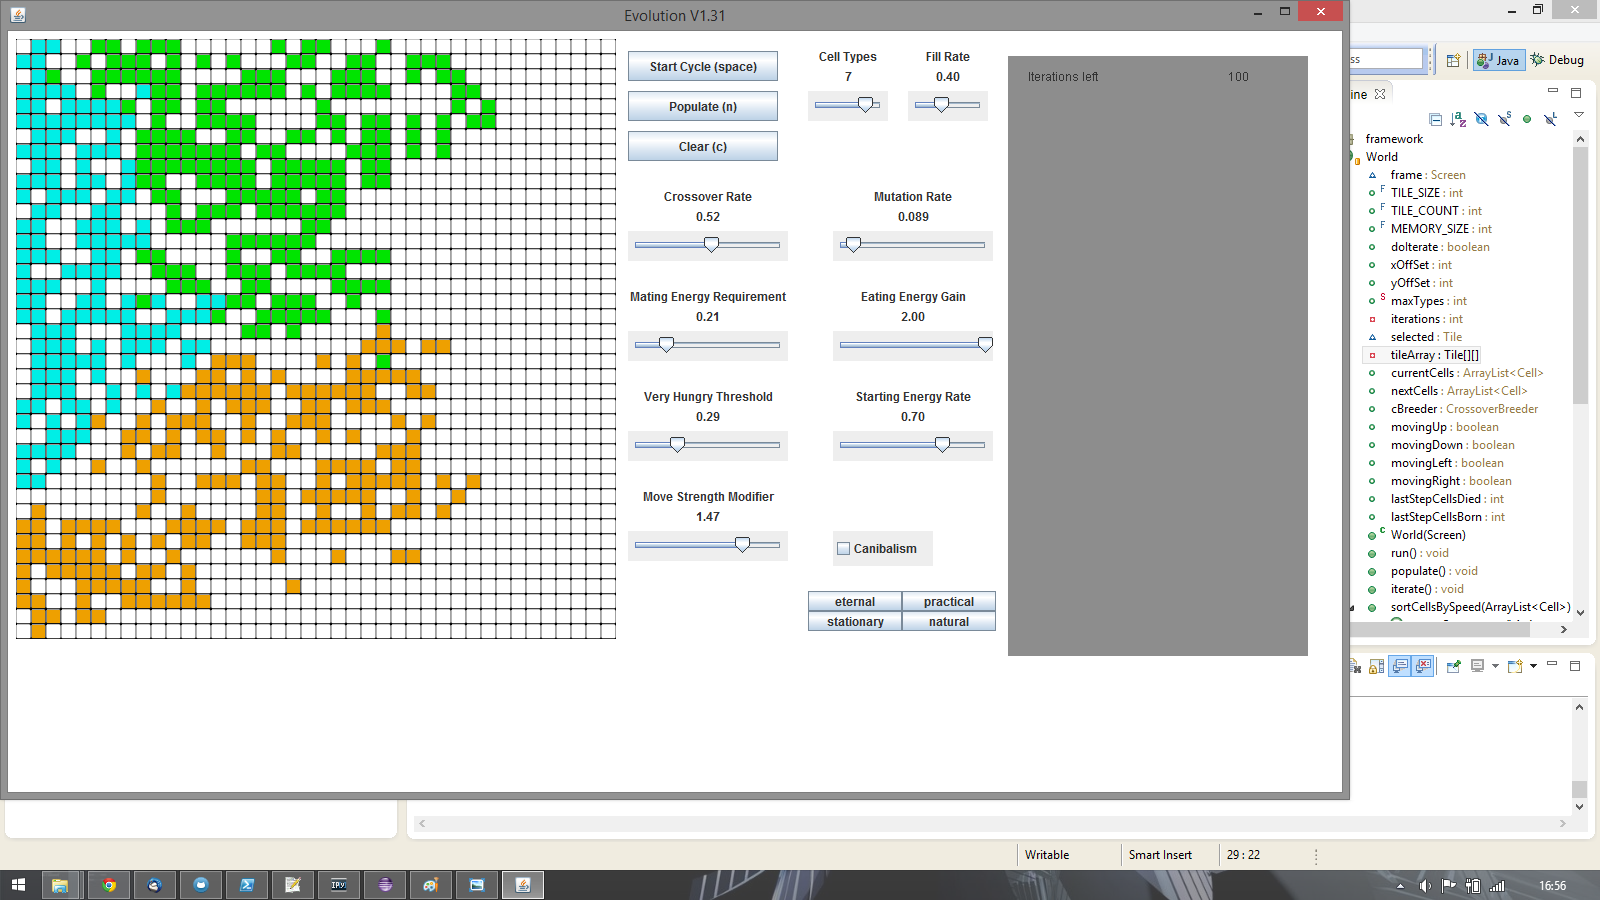 Evolution V1.31
Start Cycle (space)
Populate (n)
Clear (c)
Cell Types
7
Fill Rate
0.40
Crossover Rate
0.52
Mutation Rate
0.089
Mating Energy Requirement
0.21
Eating Energy Gain
2.00
Very Hungry Threshold
0.29
Starting Energy Rate
0.70
Move Strength Modifier
1.47
Canibalism
eternal practical
stationary natural
Iterations left 100
ss
Java Debug
ine
framework
World
frame : Screen
TILE_SIZE : int
TILE_COUNT : int
MEMORY_SIZE : int
doIterate : boolean
xOffSet : int
yOffSet : int
maxTypes : int
iterations : int
selected : Tile
tileArray : Tile[][]
currentCells : ArrayList<Cell>
nextCells : ArrayList<Cell>
cBreeder : CrossoverBreeder
movingUp : boolean
movingDown : boolean
movingLeft : boolean
movingRight : boolean
lastStepCellsDied : int
lastStepCellsBorn : int
World(Screen)
run() : void
populate() : void
iterate() : void
sortCellsBySpeed(ArrayList<Cell>)
Writable Smart Insert 29 : 22
IPy
16:56